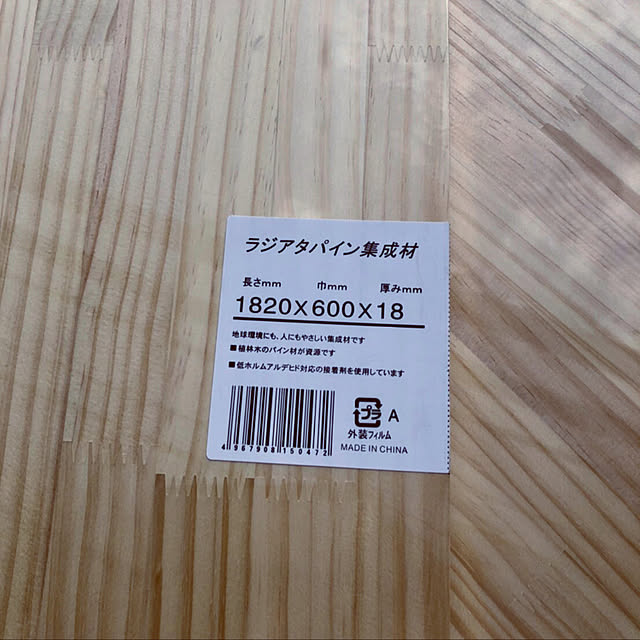 ラジアタパイン集成材
長さmm 巾mm 厚みmm
1820X600X18
地球環境にも、人にもやさしい集成材です
■植林木のパイン材が資源です
■低ホルムアルデヒド対応の接着剤を使用しています
プラ A
外装フィルム
MADE IN CHINA
4967908150472